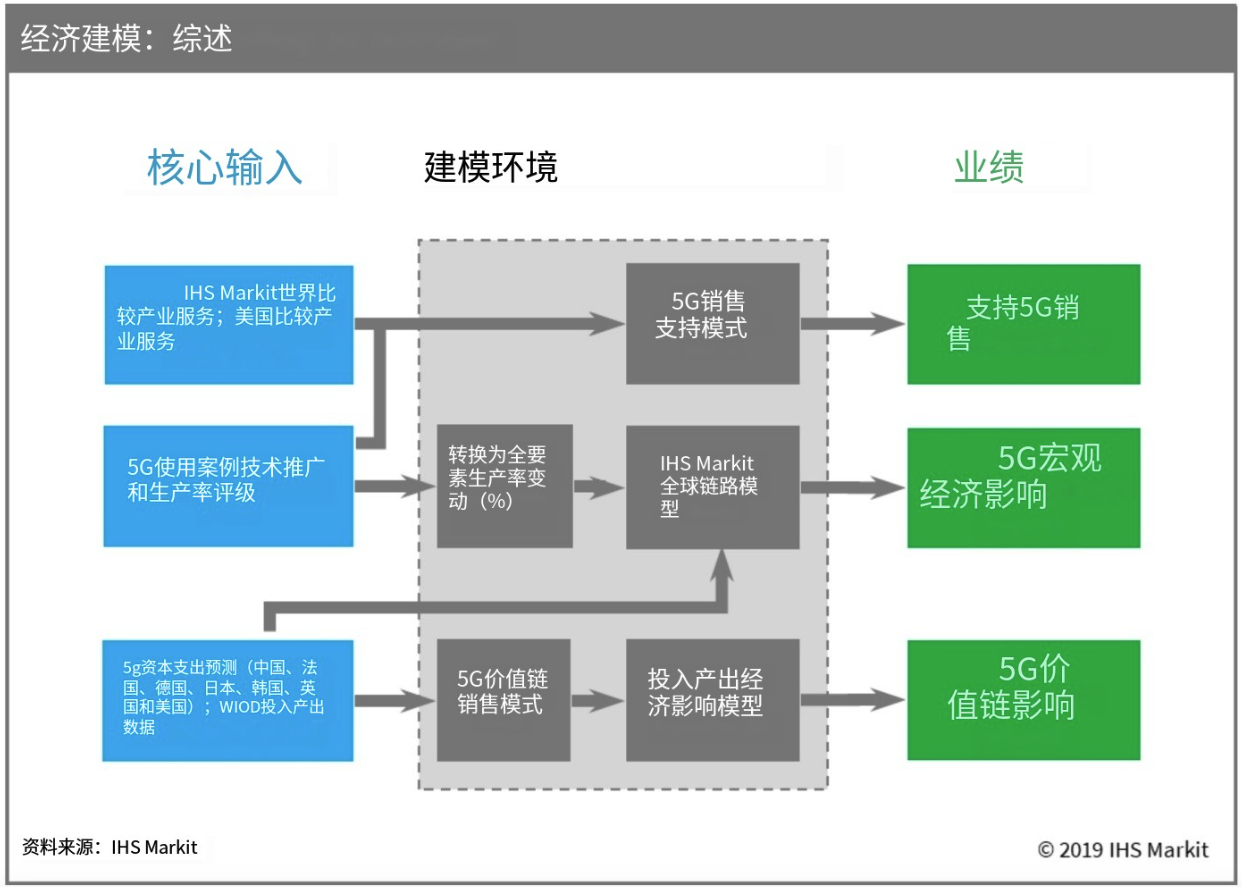 经济建模：综述
核心输入
建模环境
业绩
IHS Markit世界比
较产业服务；美国比较产
业服务
5G销售
支持模式
支持5G销
售
5G使用案例技术推广
和生产率评级
转换为全要
素生产率变
动（%）
IHS Markit
全球链路模
型
5G宏观
经济影响
5g资本支出预测（中国、法
国、德国、日本、韩国、英
国和美国）；WIOD投入产出
数据
5G价值链
销售模式
投入产出经
济影响模型
5G价
值链影响
资料来源：IHS Markit
© 2019 IHS Markit